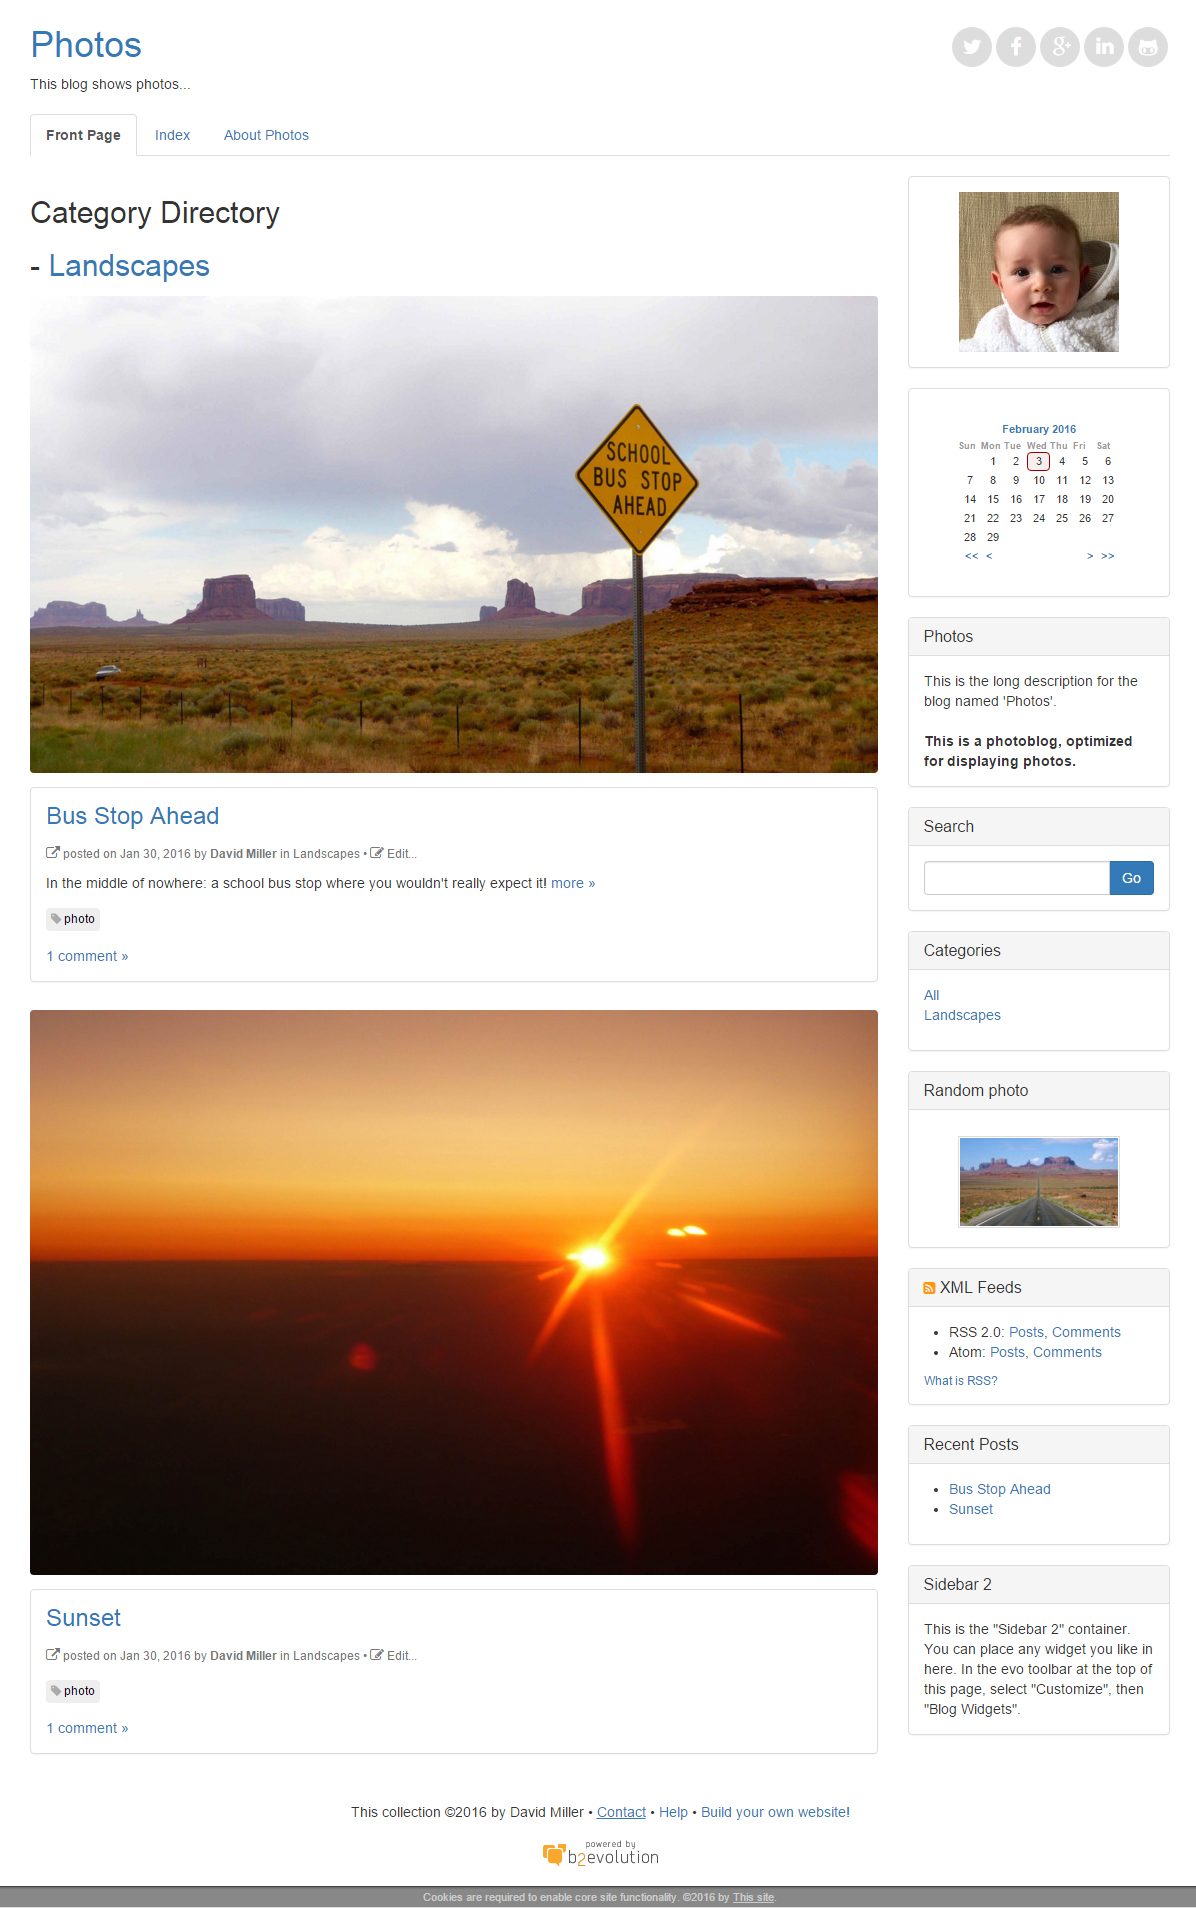 Photos
This blog shows photos...
Front Page
Index
About Photos
Category Directory
- Landscapes
SCHOOL
BUS STOP
AHEAD
Bus Stop Ahead
posted on Jan 30, 2016 by David Miller in Landscapes • Edit...
In the middle of nowhere: a school bus stop where you wouldn't really expect it! more »
photo
1 comment »
Sunset
posted on Jan 30, 2016 by David Miller in Landscapes • Edit...
photo
1 comment »
February 2016
Sun Mon Tue Wed Thu Fri Sat
1 2 3 4 5 6
7 8 9 10 11 12 13
14 15 16 17 18 19 20
21 22 23 24 25 26 27
28 29
<< < > >>
Photos
This is the long description for the
blog named 'Photos'.
This is a photoblog, optimized
for displaying photos.
Search
Go
Categories
All
Landscapes
Random photo
XML Feeds
RSS 2.0: Posts, Comments
Atom: Posts, Comments
What is RSS?
Recent Posts
Bus Stop Ahead
Sunset
Sidebar 2
This is the "Sidebar 2" container.
You can place any widget you like in
here. In the evo toolbar at the top of
this page, select "Customize", then
"Blog Widgets".
This collection ©2016 by David Miller • Contact • Help • Build your own website!
powered by
b2evolution
Cookies are required to enable core site functionality. ©2016 by This site.